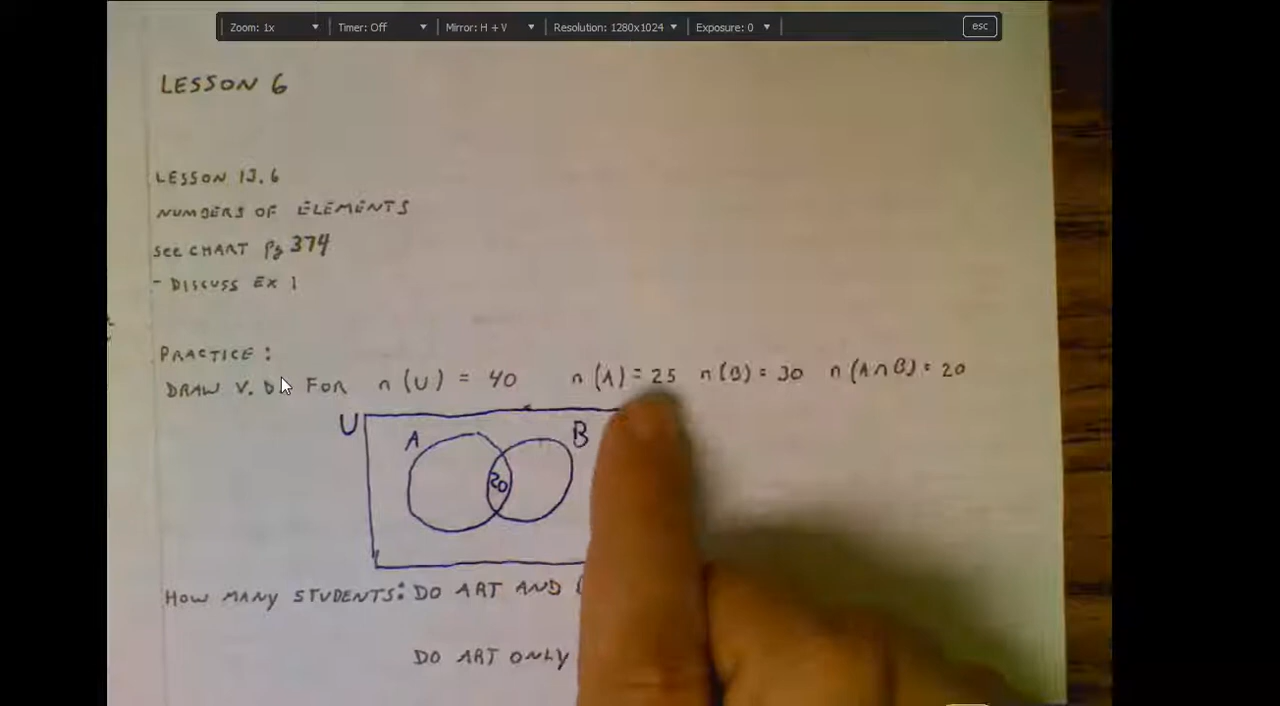 Zoom: 1x Timer: Off Mirror: H + V Resolution: 1280x1024 Exposure: 0 esc
LESSON 6
LESSON 13.6
NUMBERS OF ELEMENTS
SEE CHART Pg 374
- DISCUSS EX 1
PRACTICE:
DRAW V. D. FOR n (U) = 40 n (A) = 25 n (B) = 30 n (A ∩ B) = 20
U
A B
20
HOW MANY STUDENTS: DO ART AND
DO ART ONLY